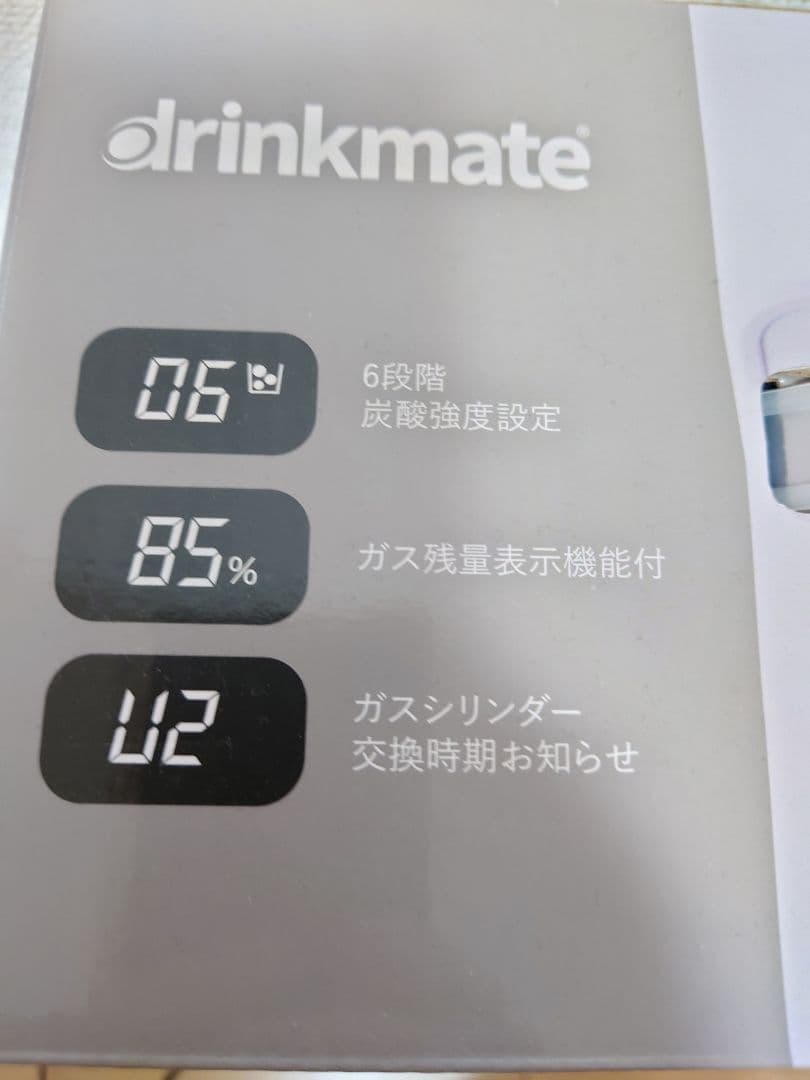 drinkmate®
06
6段階
炭酸強度設定
85%
ガス残量表示機能付
U2
ガスシリンダー
交換時期お知らせ